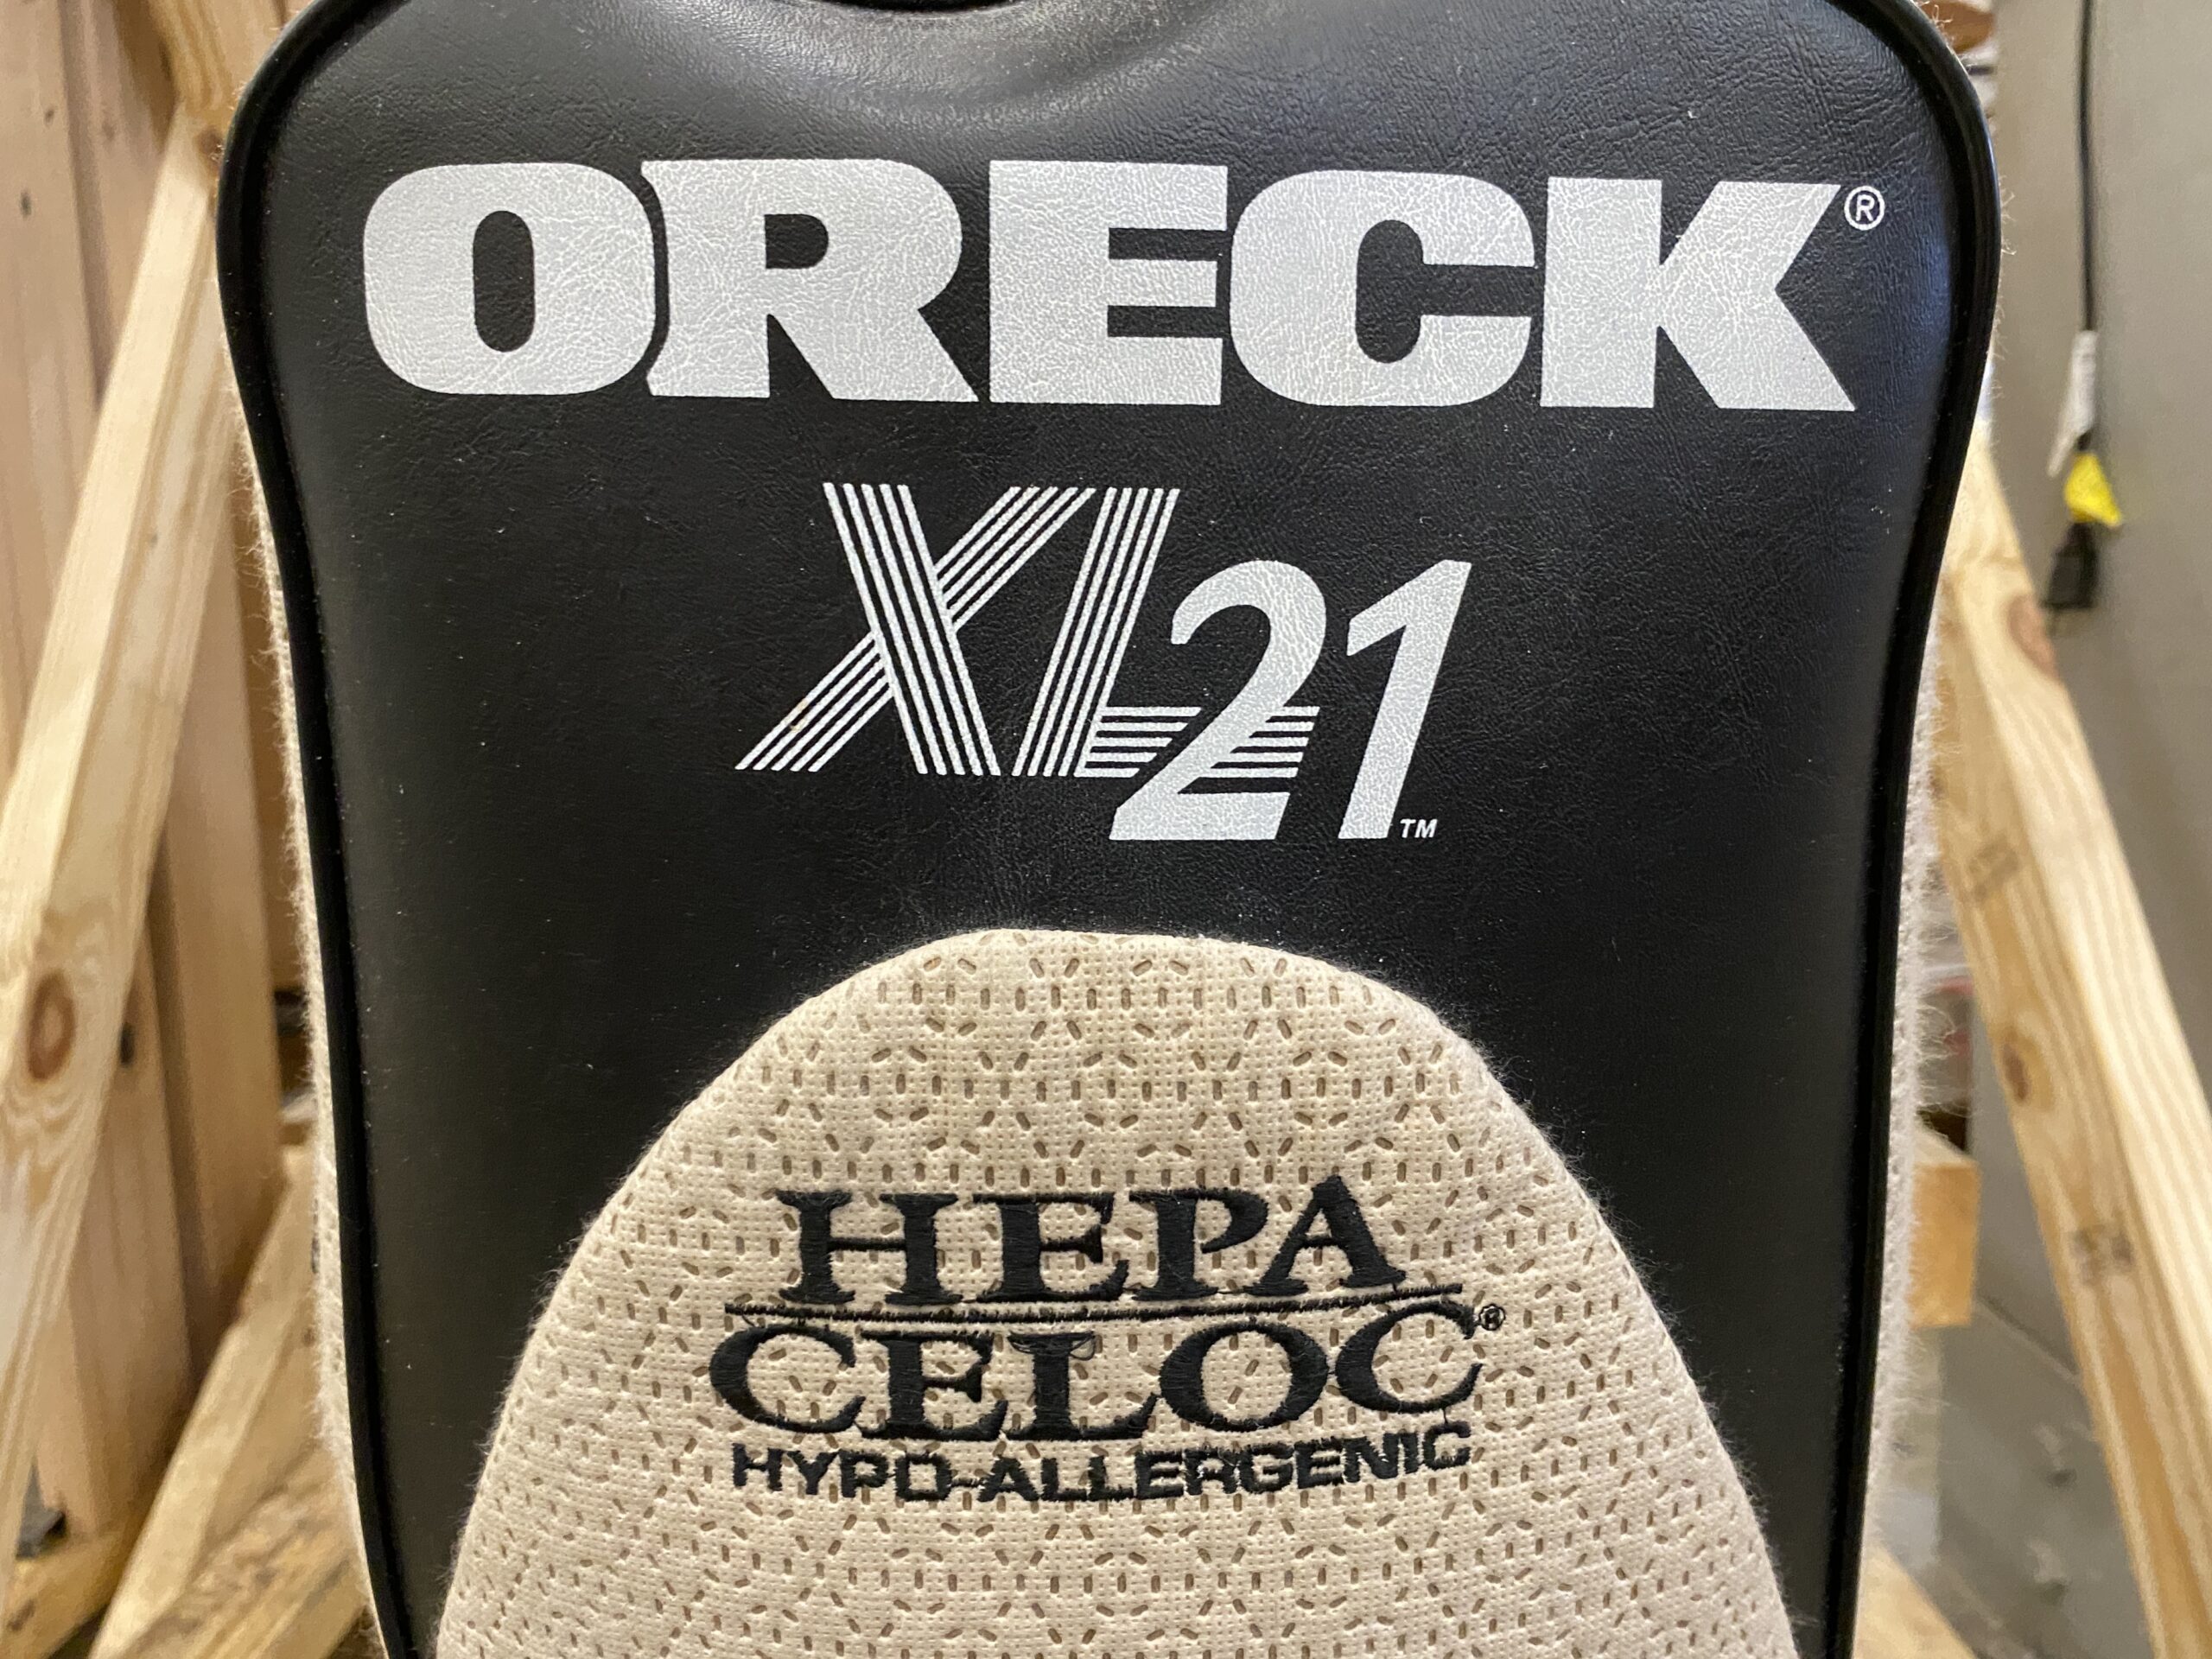 ORECK®
XL21™
HEPA
CELOC®
HYPO-ALLERGENIC